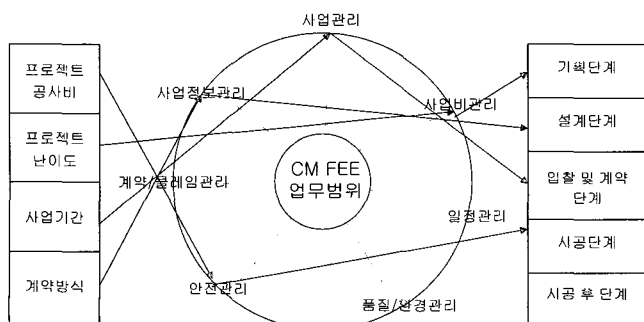 프로젝트
공사비
프로젝트
난이도
사업기간
계약방식
사업관리
사업정보관리
사업비관리
계약/클레임관리
CM FEE
업무범위
일정관리
안전관리
품질/환경관리
기획단계
설계단계
입찰 및 계약
단계
시공단계
시공 후 단계